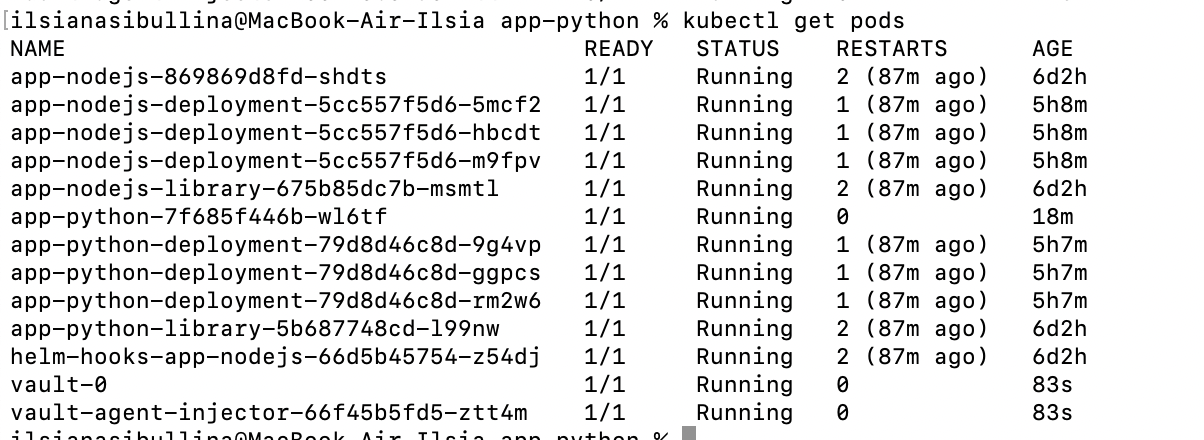 [ilsianasibullina@MacBook-Air-Ilsia app-python % kubectl get pods
NAME READY STATUS RESTARTS AGE
app-nodejs-869869d8fd-shdts 1/1 Running 2 (87m ago) 6d2h
app-nodejs-deployment-5cc557f5d6-5mcf2 1/1 Running 1 (87m ago) 5h8m
app-nodejs-deployment-5cc557f5d6-hbcdt 1/1 Running 1 (87m ago) 5h8m
app-nodejs-deployment-5cc557f5d6-m9fpv 1/1 Running 1 (87m ago) 5h8m
app-nodejs-library-675b85dc7b-msmtl 1/1 Running 2 (87m ago) 6d2h
app-python-7f685f446b-wl6tf 1/1 Running 0 18m
app-python-deployment-79d8d46c8d-9g4vp 1/1 Running 1 (87m ago) 5h7m
app-python-deployment-79d8d46c8d-ggpcs 1/1 Running 1 (87m ago) 5h7m
app-python-deployment-79d8d46c8d-rm2w6 1/1 Running 1 (87m ago) 5h7m
app-python-library-5b687748cd-l99nw 1/1 Running 2 (87m ago) 6d2h
helm-hooks-app-nodejs-66d5b45754-z54dj 1/1 Running 2 (87m ago) 6d2h
vault-0 1/1 Running 0 83s
vault-agent-injector-66f45b5fd5-ztt4m 1/1 Running 0 83s
ilsianasibullina@MacBook-Air-Ilsia app-python %